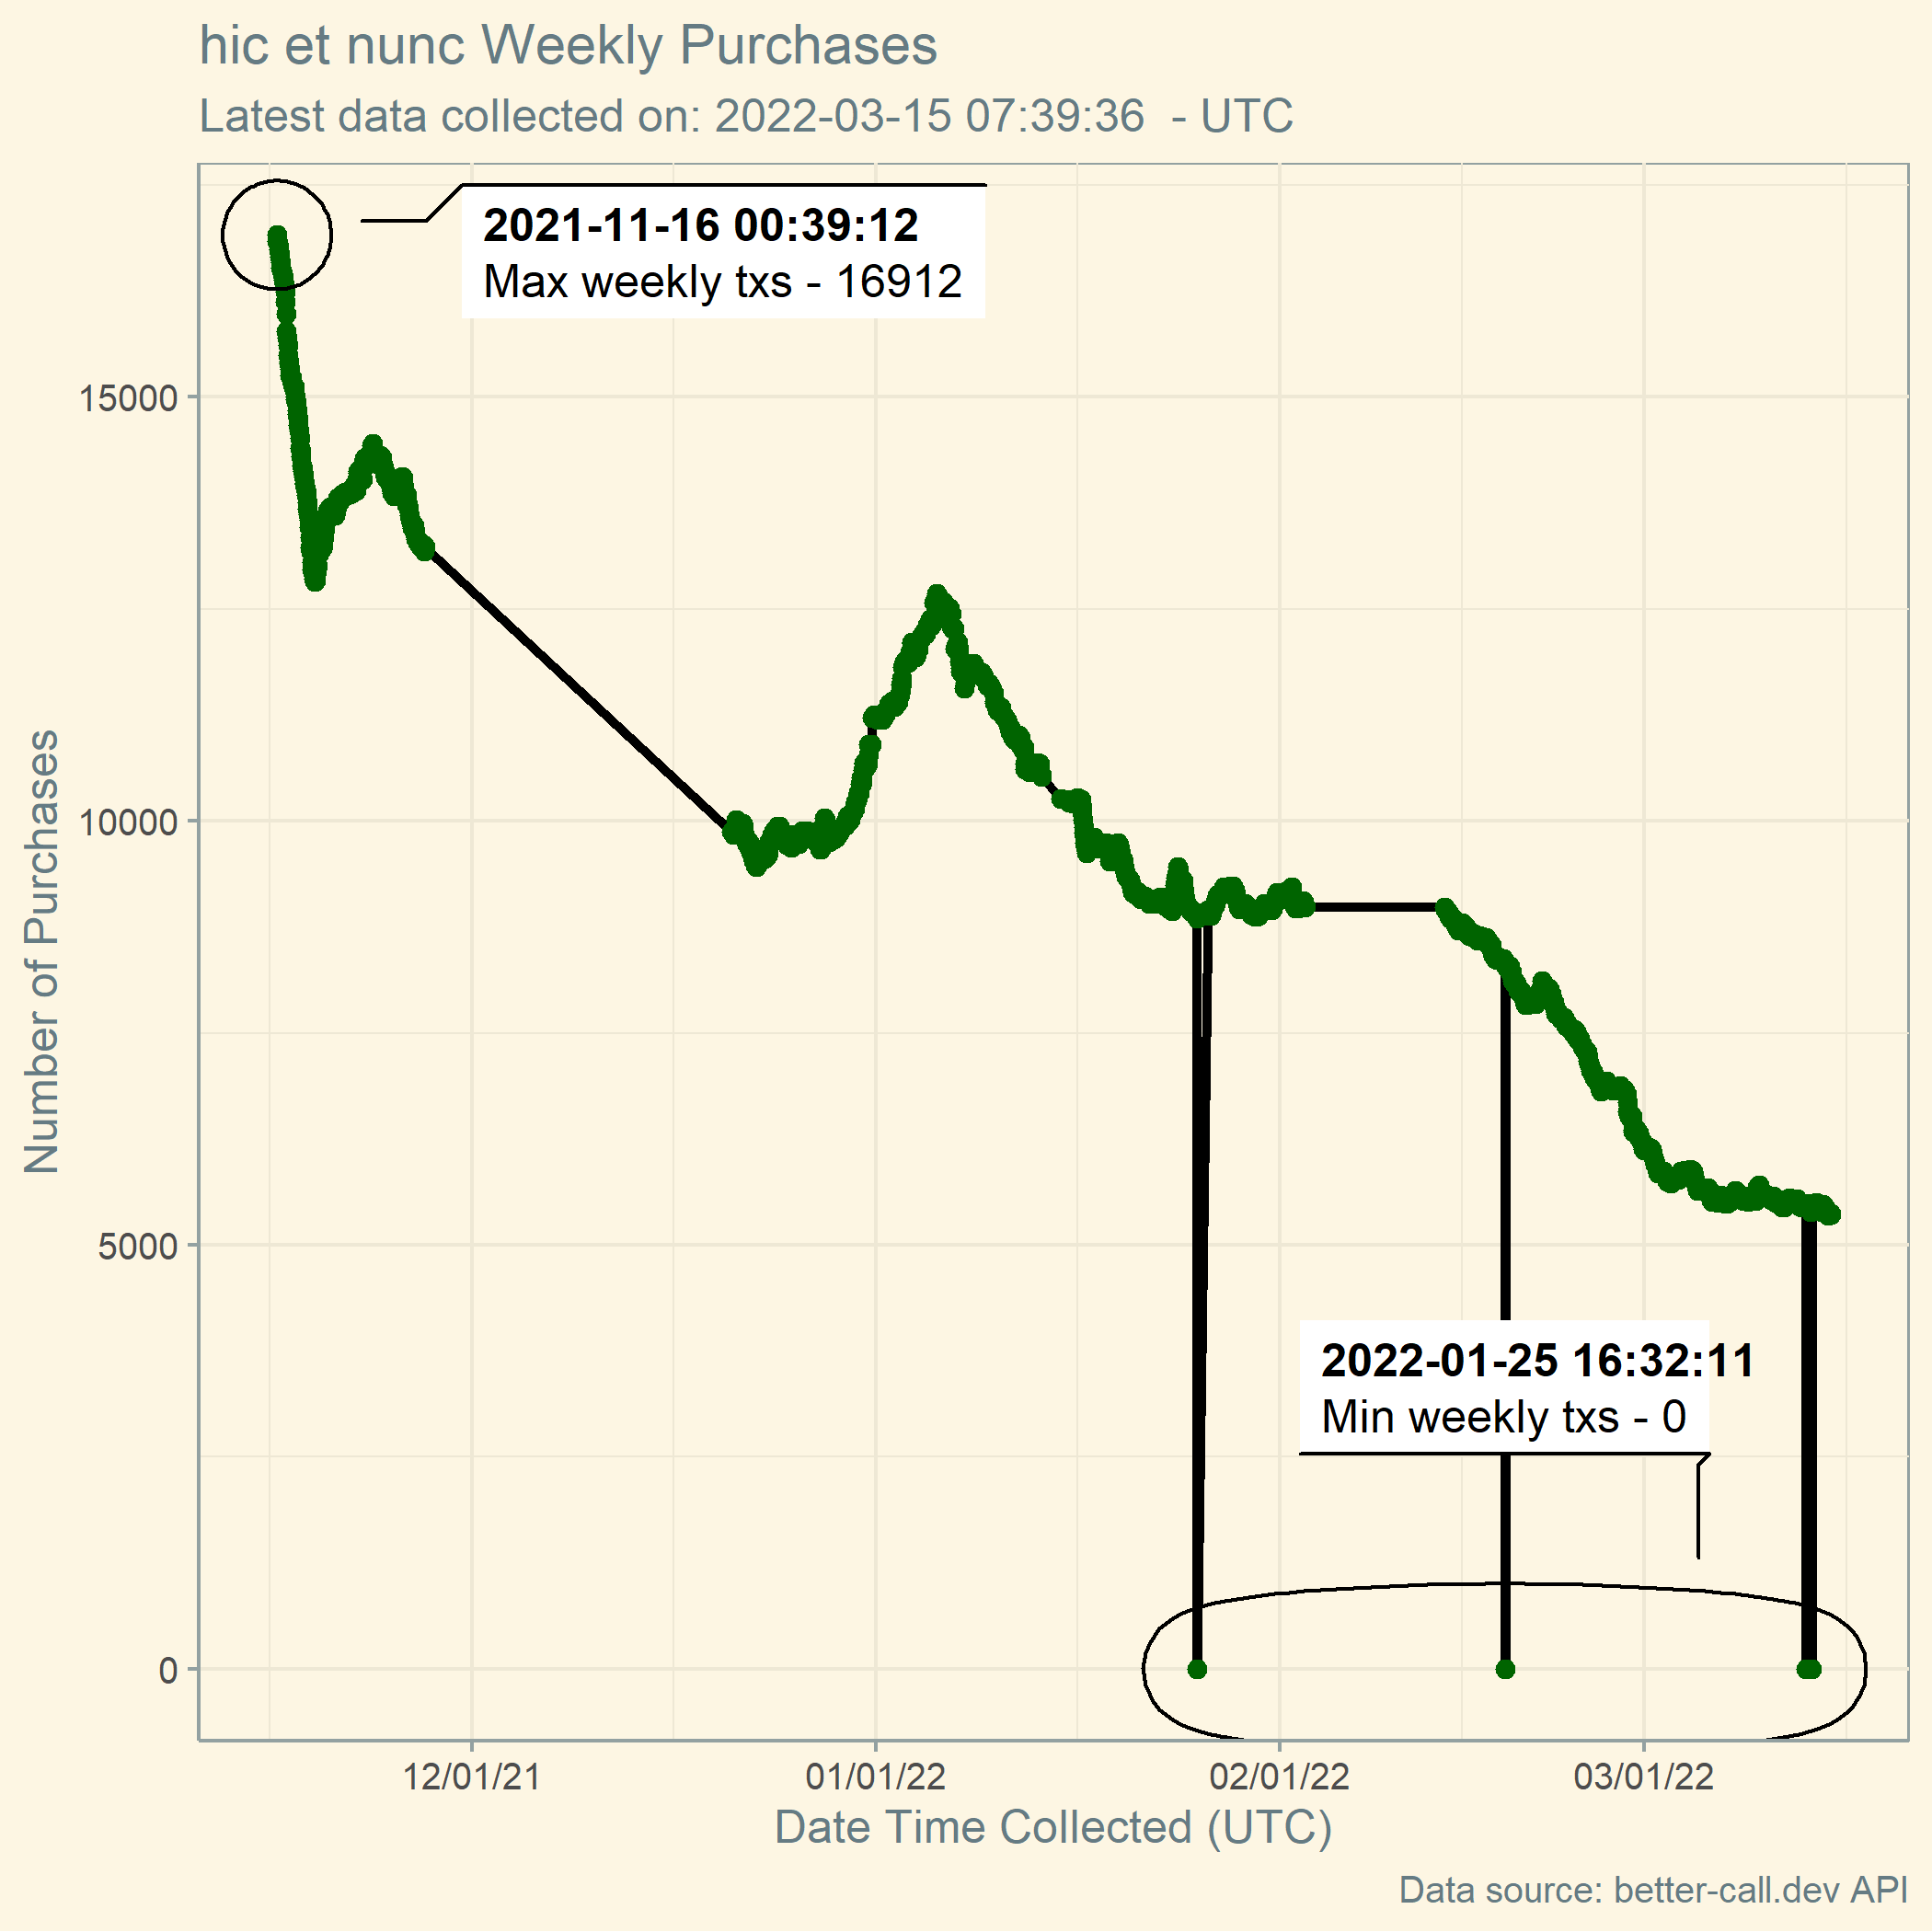 hic et nunc Weekly Purchases
Latest data collected on: 2022-03-15 07:39:36  - UTC
2021-11-16 00:39:12
Max weekly txs - 16912
15000
10000
5000
0
Number of Purchases
2022-01-25 16:32:11
Min weekly txs - 0
12/01/21
01/01/22
02/01/22
03/01/22
Date Time Collected (UTC)
Data source: better-call.dev API